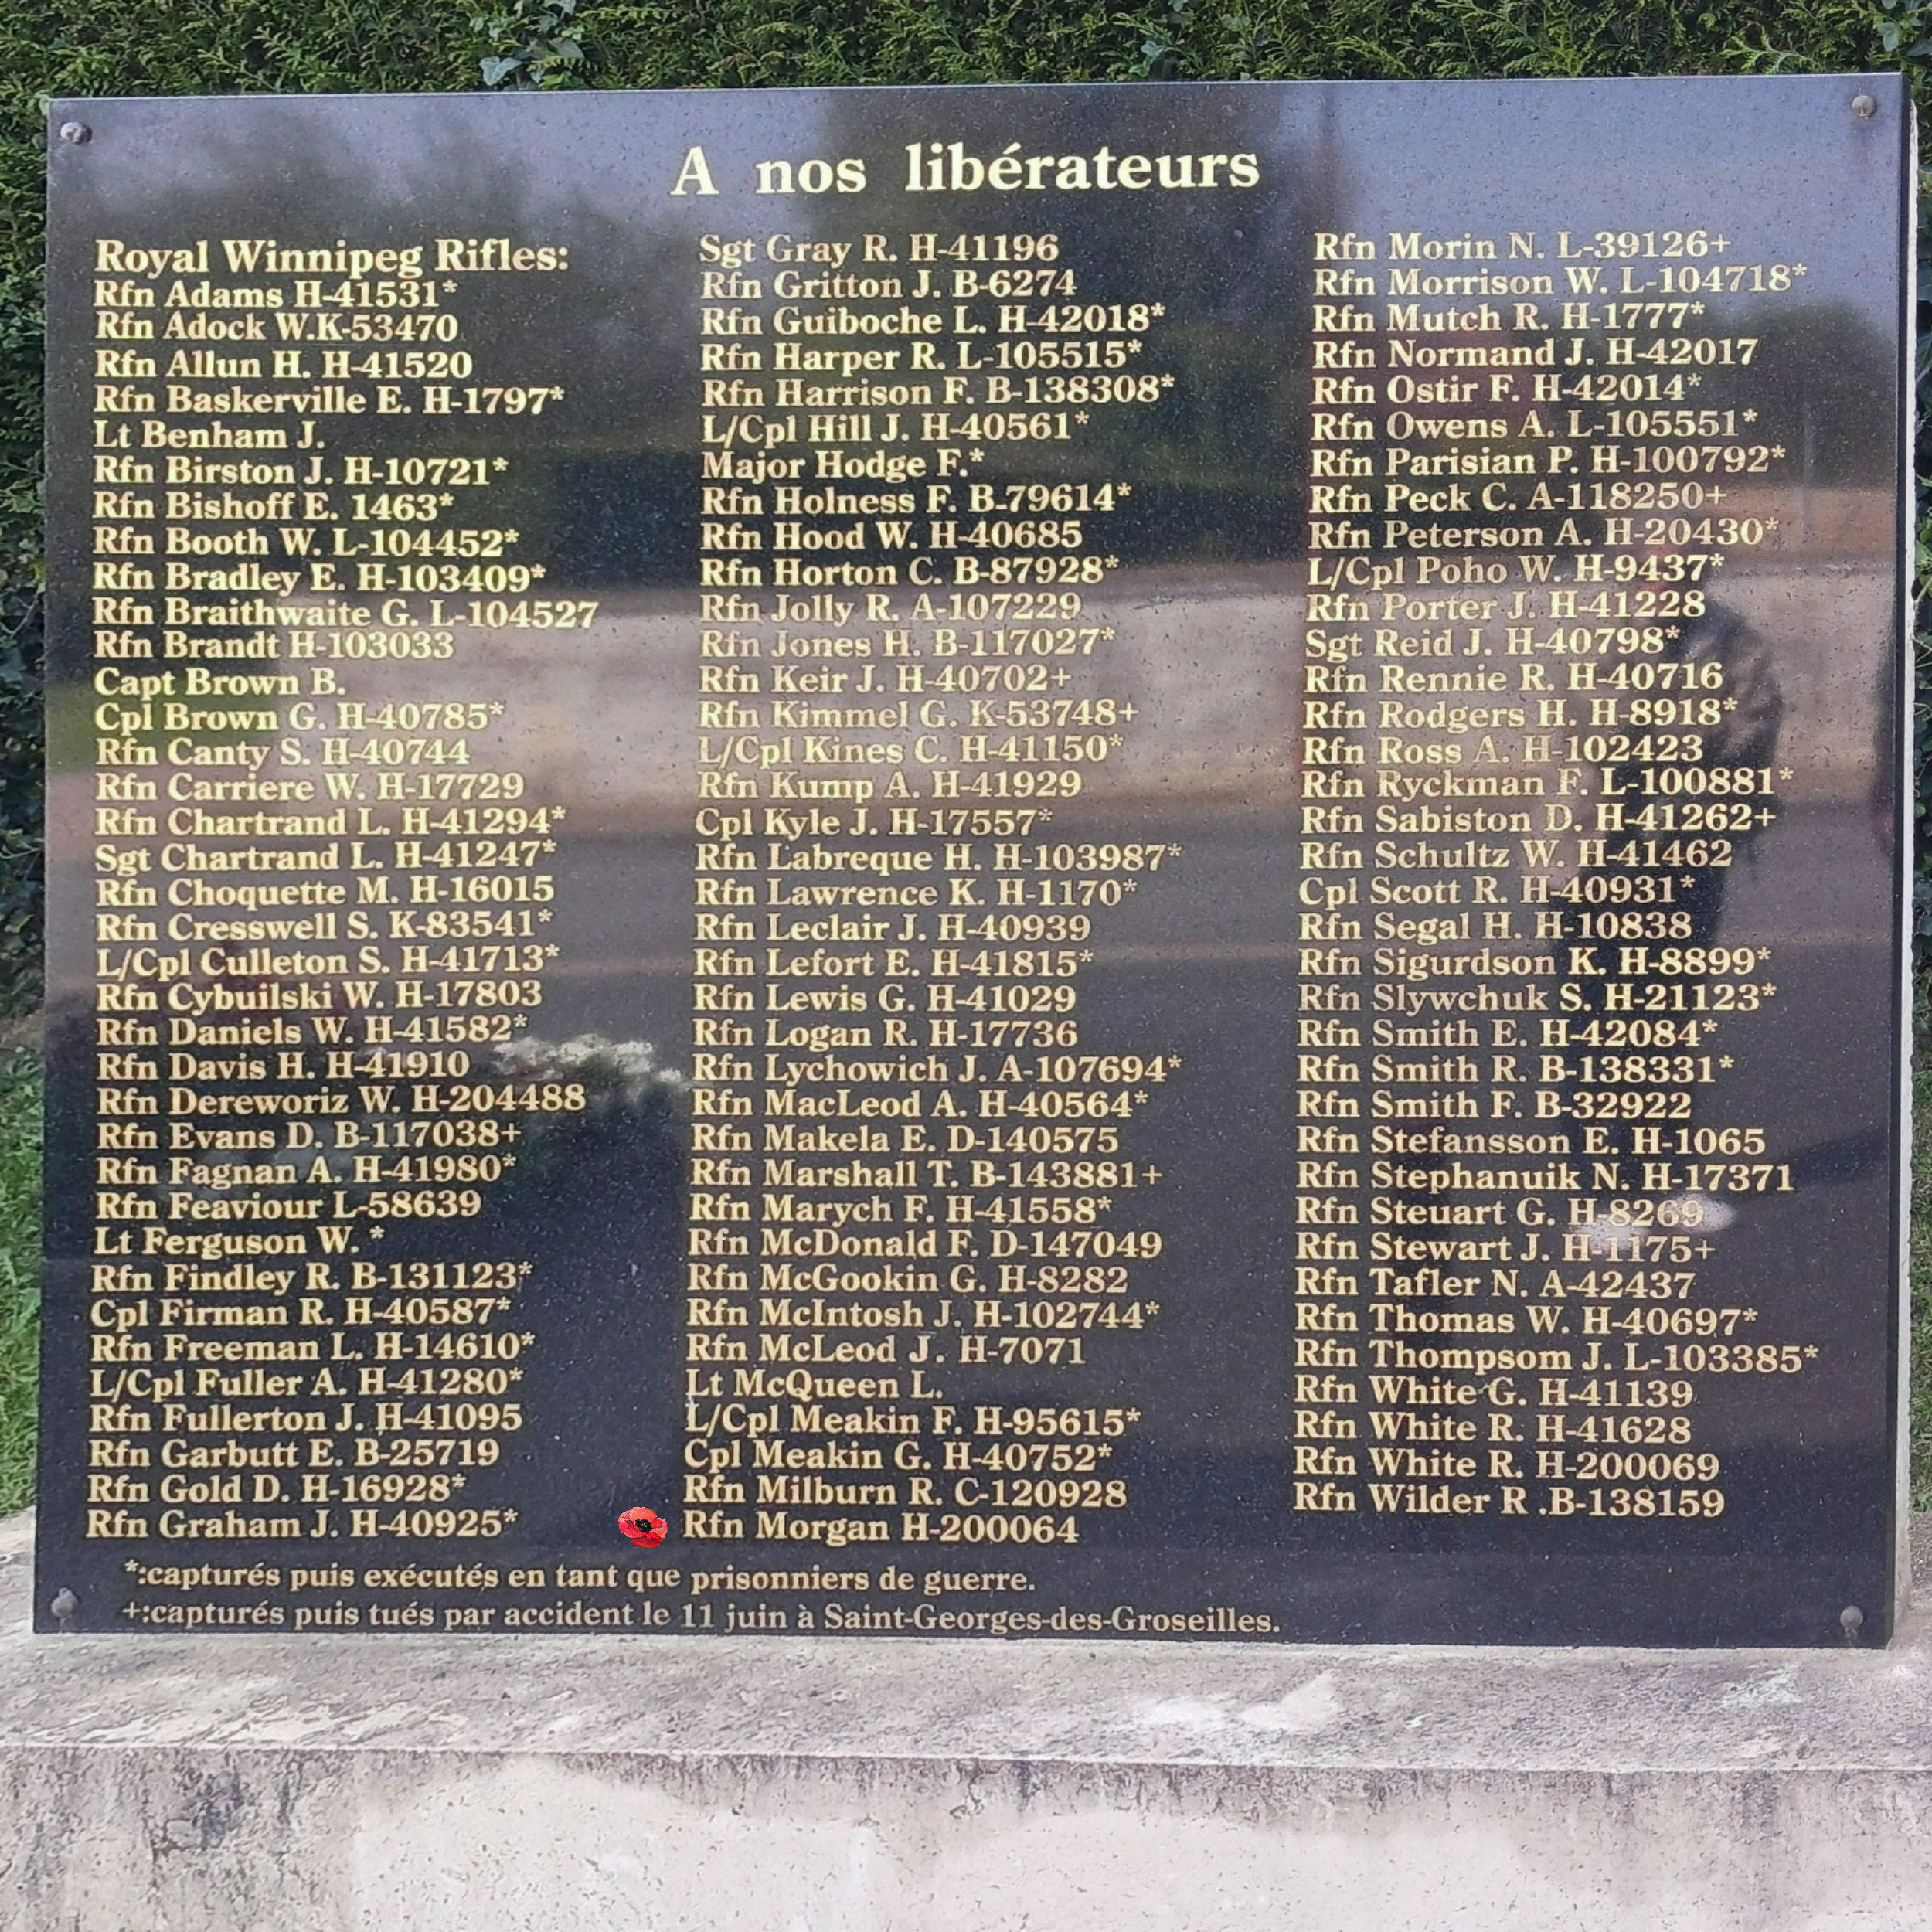 A nos libérateurs
Royal Winnipeg Rifles:
Rfn Adams H-41531*
Rfn Adock W.K-53470
Rfn Allun H. H-41520
Rfn Baskerville E. H-1797*
Lt Benham J.
Rfn Birston J. H-10721*
Rfn Bishoff E. 1463*
Rfn Booth W. L-104452*
Rfn Bradley E. H-103409*
Rfn Braithwaite G. L-104527
Rfn Brandt H-103033
Capt Brown B.
Cpl Brown G. H-40785*
Rfn Canty S. H-40744
Rfn Carriere W. H-17729
Rfn Chartrand L. H-41294*
Sgt Chartrand L. H-41247*
Rfn Choquette M. H-16015
Rfn Cresswell S. K-83541*
L/Cpl Culleton S. H-41713*
Rfn Cybuilski W. H-17803
Rfn Daniels W. H-41582*
Rfn Davis H. H-41910
Rfn Dereworiz W. H-204488
Rfn Evans D. B-117038+
Rfn Fagnan A. H-41980*
Rfn Feaviour L-58639
Lt Ferguson W. *
Rfn Findley R. B-131123*
Cpl Firman R. H-40587*
Rfn Freeman L. H-14610*
L/Cpl Fuller A. H-41280*
Rfn Fullerton J. H-41095
Rfn Garbutt E. B-25719
Rfn Gold D. H-16928*
Rfn Graham J. H-40925*
Sgt Gray R. H-41196
Rfn Gritton J. B-6274
Rfn Guiboche L. H-42018*
Rfn Harper R. L-105515*
Rfn Harrison F. B-138308*
L/Cpl Hill J. H-40561*
Major Hodge F.*
Rfn Holness F. B-79614*
Rfn Hood W. H-40685
Rfn Horton C. B-87928*
Rfn Jolly R. A-107229
Rfn Jones H. B-117027*
Rfn Keir J. H-40702+
Rfn Kimmel G. K-53748+
L/Cpl Kines C. H-41150*
Rfn Kump A. H-41929
Cpl Kyle J. H-17557*
Rfn Labreque H. H-103987*
Rfn Lawrence K. H-1170*
Rfn Leclair J. H-40939
Rfn Lefort E. H-41815*
Rfn Lewis G. H-41029
Rfn Logan R. H-17736
Rfn Lychowich J. A-107694*
Rfn MacLeod A. H-40564*
Rfn Makela E. D-140575
Rfn Marshall T. B-143881+
Rfn Marych F. H-41558*
Rfn McDonald F. D-147049
Rfn McGookin G. H-8282
Rfn McIntosh J. H-102744*
Rfn McLeod J. H-7071
Lt McQueen L.
L/Cpl Meakin F. H-95615*
Cpl Meakin G. H-40752*
Rfn Milburn R. C-120928
Rfn Morgan H-200064
Rfn Morin N. L-39126+
Rfn Morrison W. L-104718*
Rfn Mutch R. H-1777*
Rfn Normand J. H-42017
Rfn Ostir F. H-42014*
Rfn Owens A. L-105551*
Rfn Parisian P. H-100792*
Rfn Peck C. A-118250+
Rfn Peterson A. H-20430*
L/Cpl Poho W. H-9437*
Rfn Porter J. H-41228
Sgt Reid J. H-40798*
Rfn Rennie R. H-40716
Rfn Rodgers H. H-8918*
Rfn Ross A. H-102423
Rfn Ryckman F. L-100881*
Rfn Sabiston D. H-41262+
Rfn Schultz W. H-41462
Cpl Scott R. H-40931*
Rfn Segal H. H-10838
Rfn Sigurdson K. H-8899*
Rfn Slywchuk S. H-21123*
Rfn Smith E. H-42084*
Rfn Smith R. B-138331*
Rfn Smith F. B-32922
Rfn Stefansson E. H-1065
Rfn Stephanuik N. H-17371
Rfn Steuart G. H-8269
Rfn Stewart J. H-1175+
Rfn Tafler N. A-42437
Rfn Thomas W. H-40697*
Rfn Thompsom J. L-103385*
Rfn White G. H-41139
Rfn White R. H-41628
Rfn White R. H-200069
Rfn Wilder R .B-138159
*:capturés puis exécutés en tant que prisonniers de guerre.
+:capturés puis tués par accident le 11 juin à Saint-Georges-des-Groseilles.